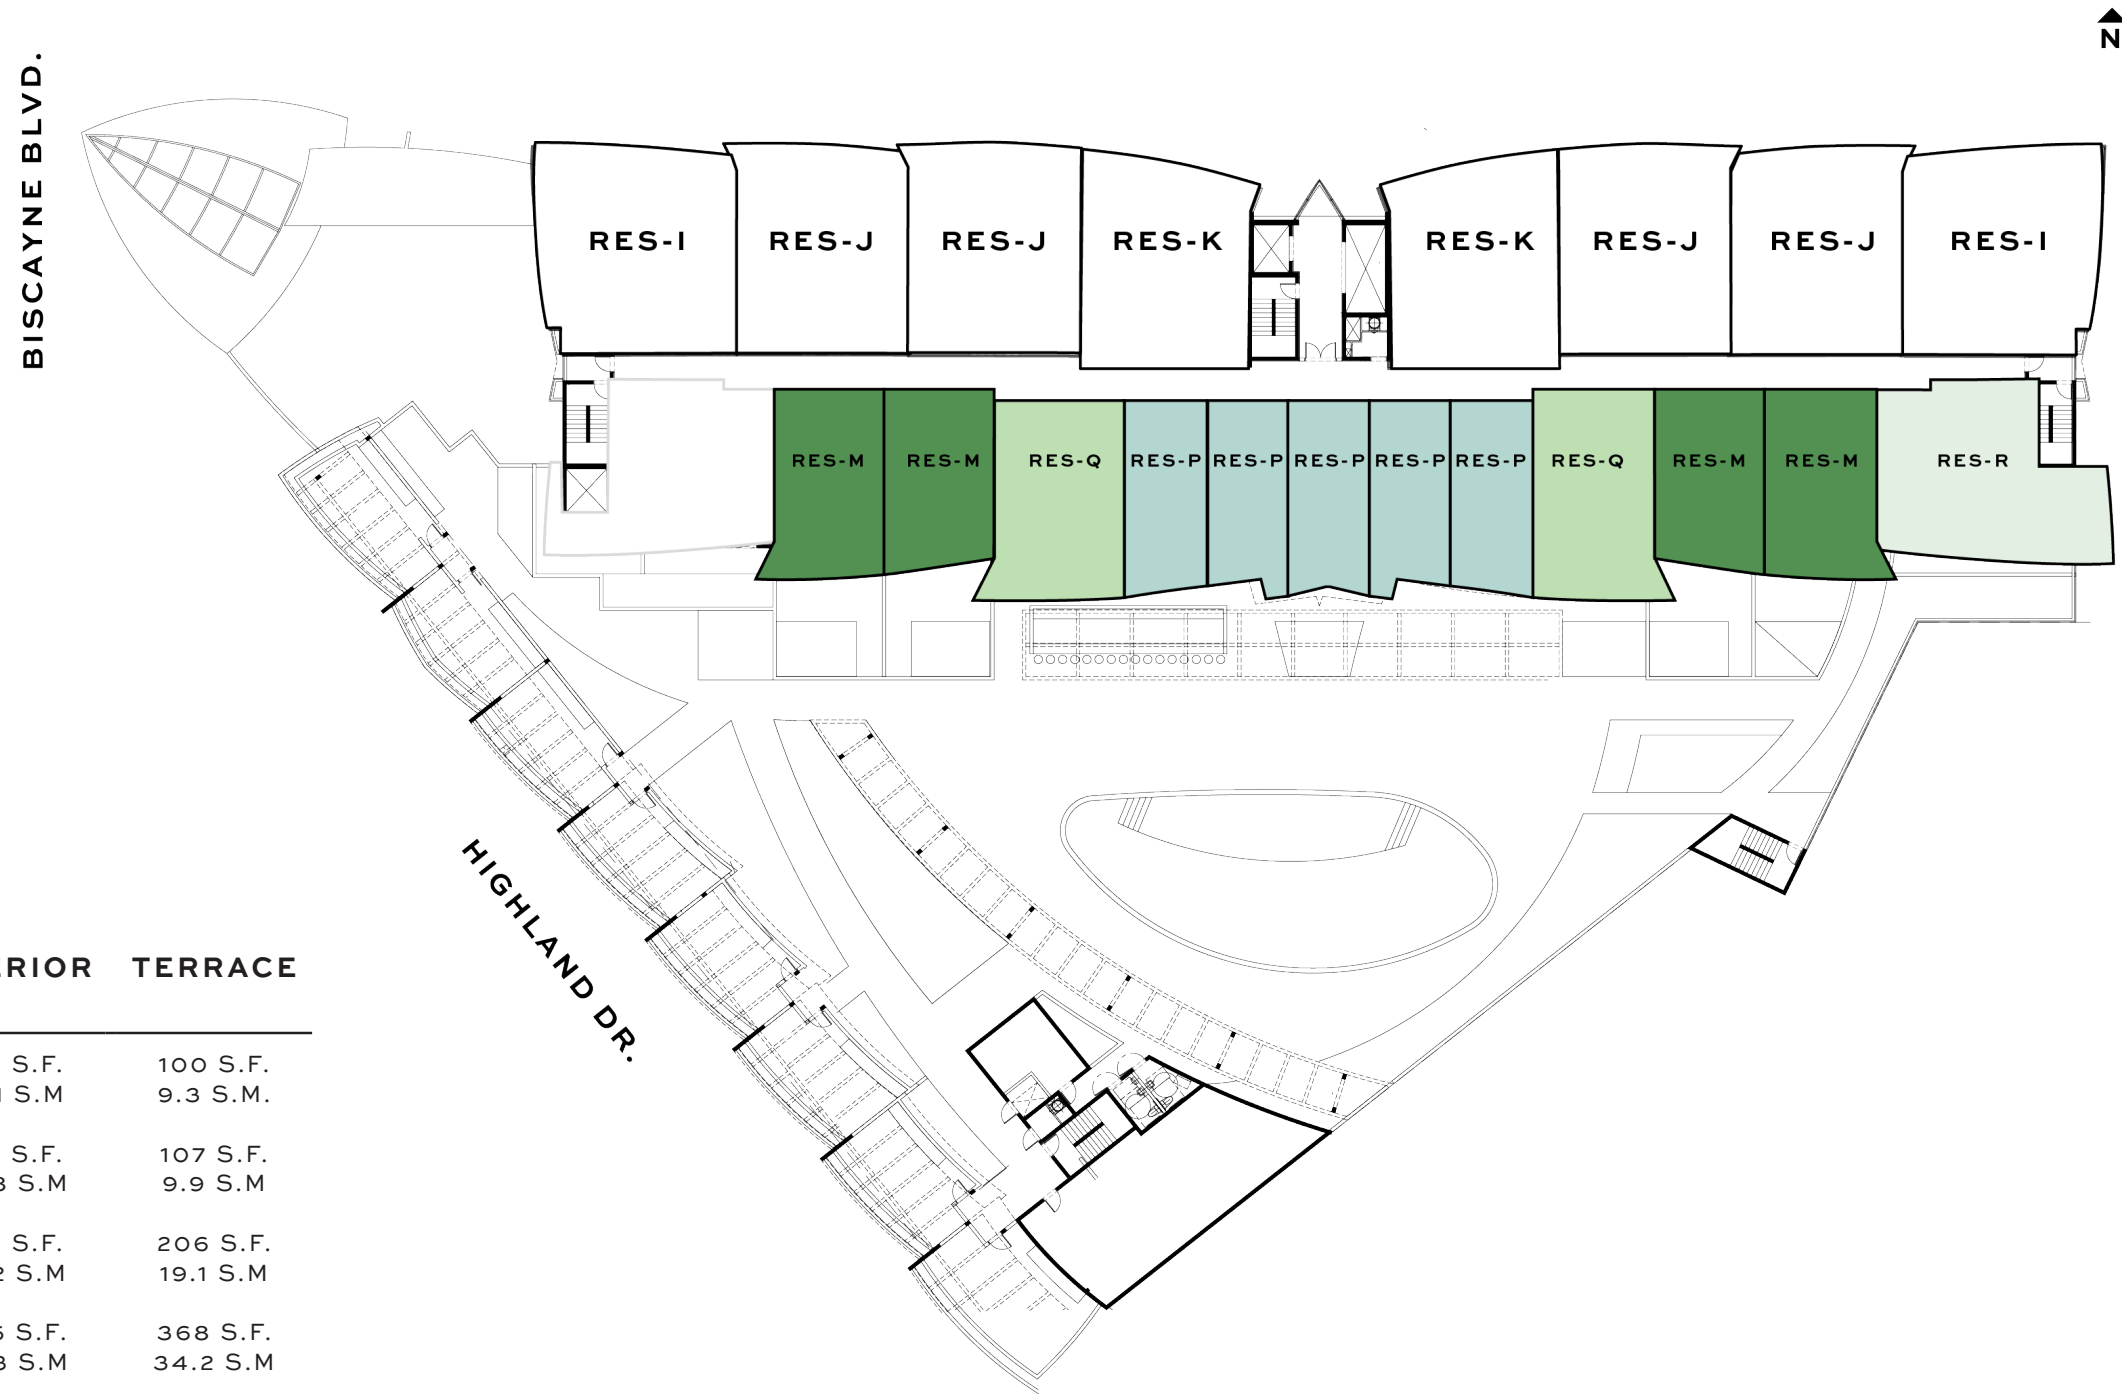 N
BISCAYNE BLVD.
RES-I RES-J RES-J RES-K RES-K RES-J RES-J RES-I
RES-M RES-M RES-Q RES-P RES-P RES-P RES-P RES-P RES-Q RES-M RES-M RES-R
HIGHLAND DR.
ERIOR TERRACE
S.F. 100 S.F.
S.M 9.3 S.M.
S.F. 107 S.F.
S.M 9.9 S.M
S.F. 206 S.F.
S.M 19.1 S.M
S.F. 368 S.F.
S.M 34.2 S.M